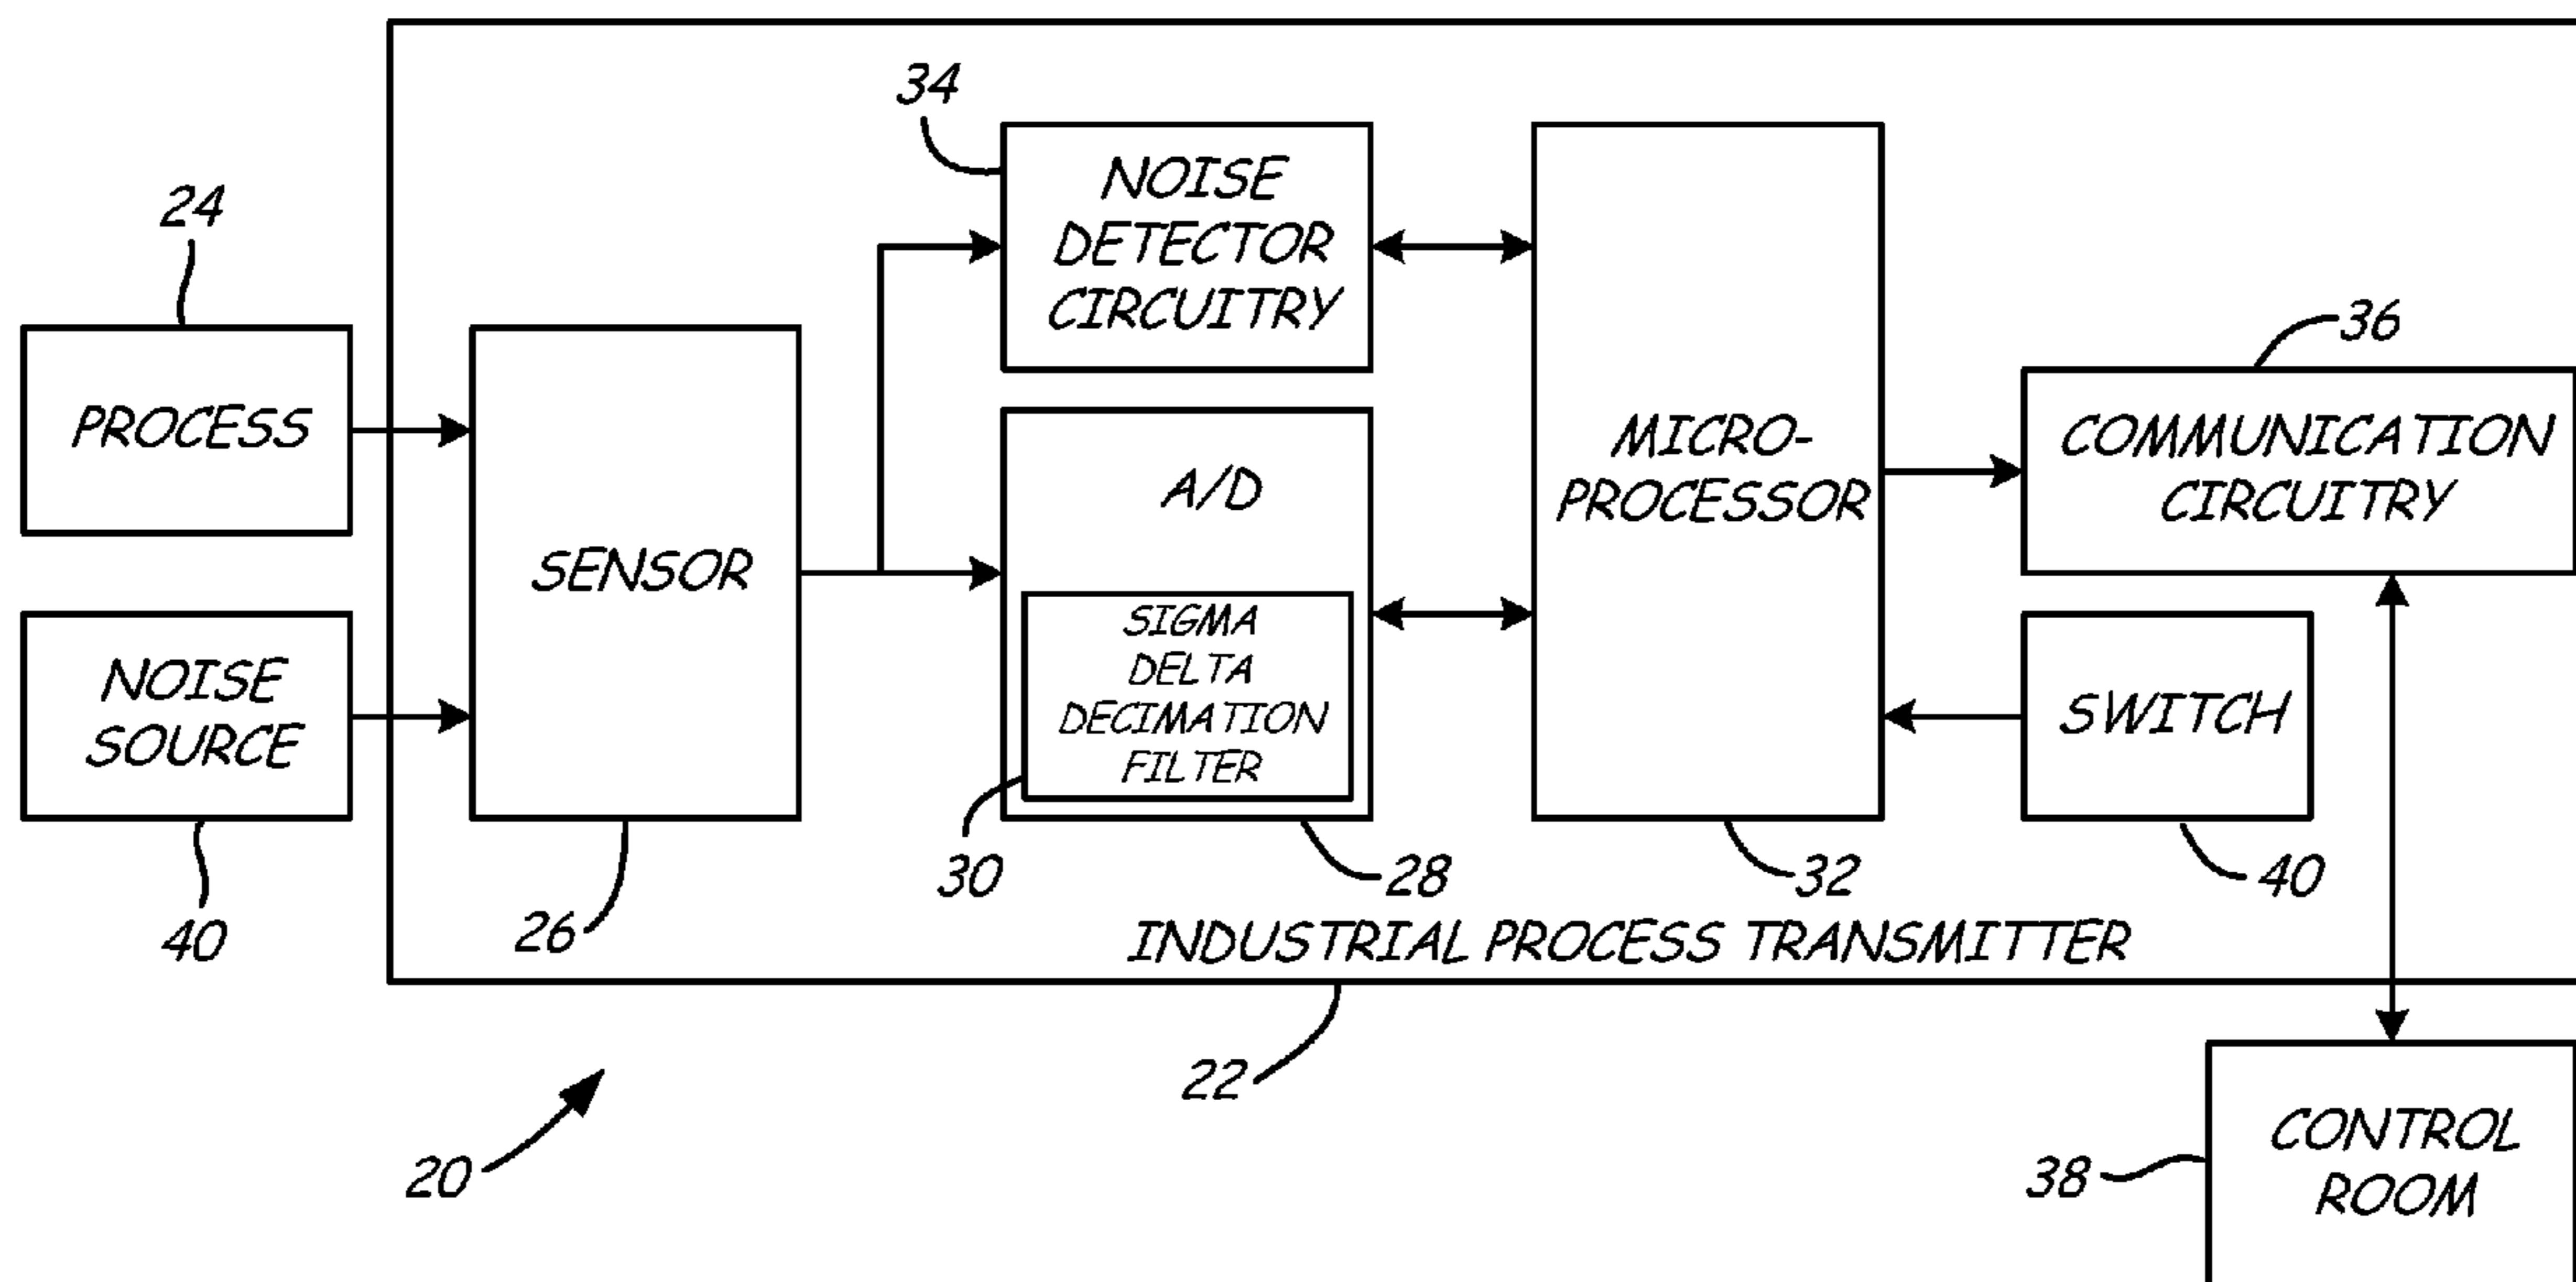 34
NOISE
DETECTOR
CIRCUITRY
24
PROCESS
36
COMMUNICATION
CIRCUITRY
MICRO-
PROCESSOR
A/D
SENSOR
SIGMA
DELTA
DECIMATION
FILTER
NOISE
SOURCE
SWITCH
30
28
32
40
40
26
INDUSTRIAL PROCESS TRANSMITTER
22
20
38
CONTROL
ROOM